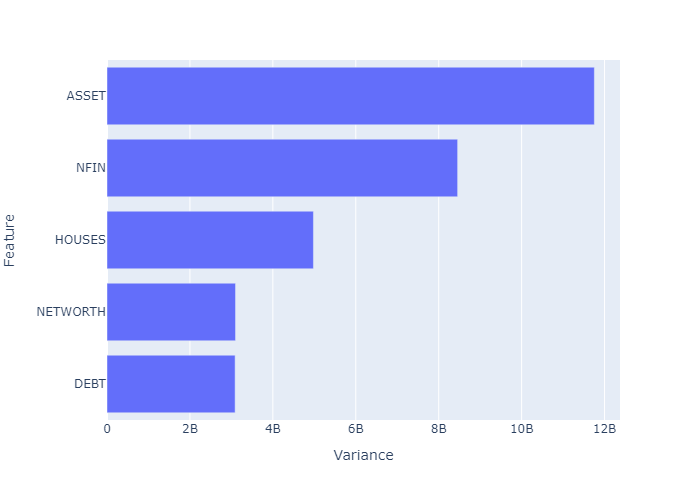 ASSET
NFIN
HOUSES
NETWORTH
DEBT
Feature
0 2B 4B 6B 8B 10B 12B
Variance